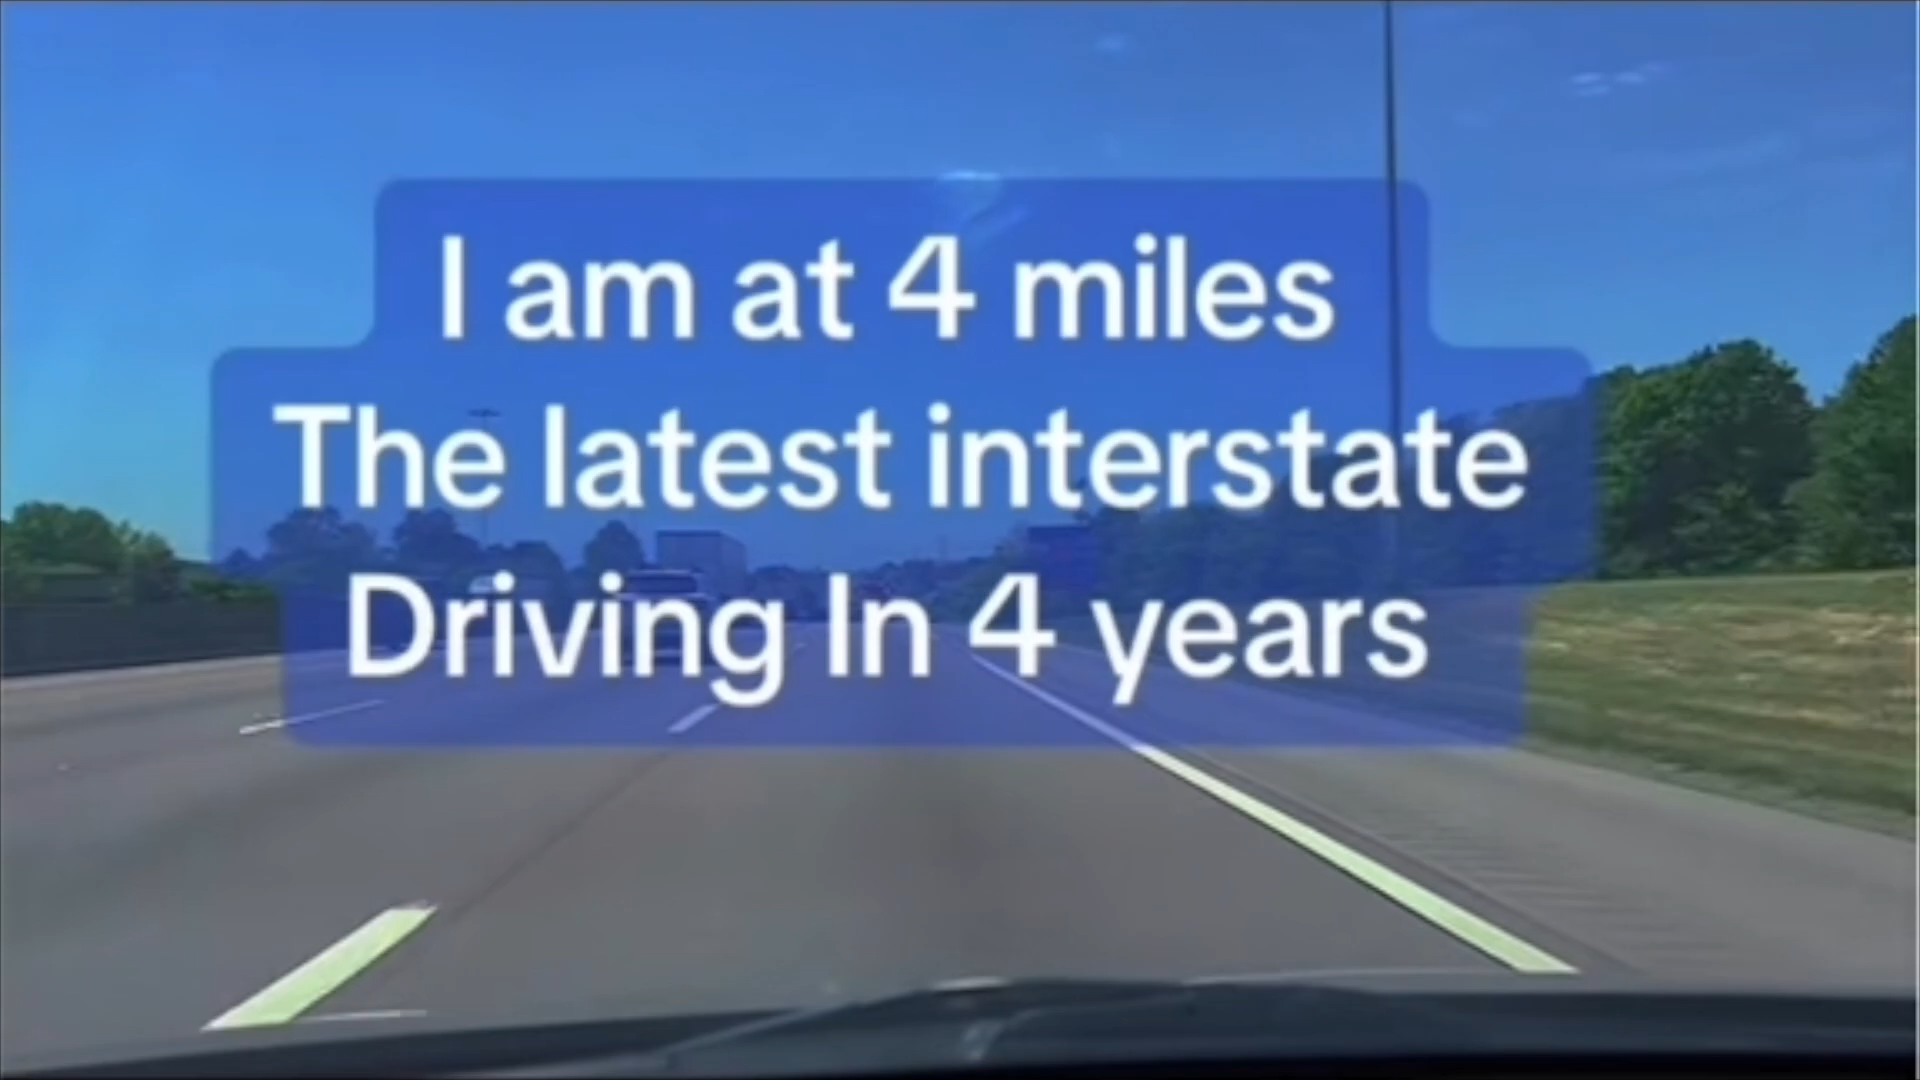 I am at 4 miles
The latest interstate
Driving In 4 years